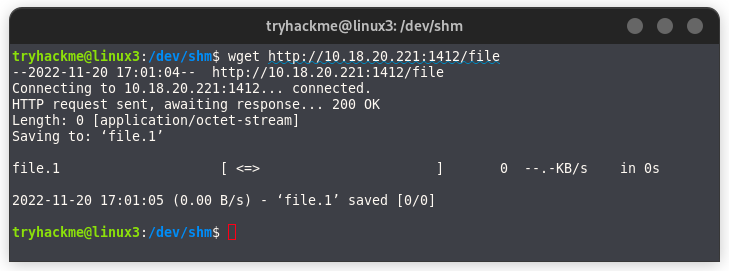 tryhackme@linux3: /dev/shm
tryhackme@linux3:/dev/shm$ wget http://10.18.20.221:1412/file
--2022-11-20 17:01:04--  http://10.18.20.221:1412/file
Connecting to 10.18.20.221:1412... connected.
HTTP request sent, awaiting response... 200 OK
Length: 0 [application/octet-stream]
Saving to: ‘file.1’
file.1                    [ <=>                      ]       0  --.-KB/s    in 0s
2022-11-20 17:01:05 (0.00 B/s) - ‘file.1’ saved [0/0]
tryhackme@linux3:/dev/shm$